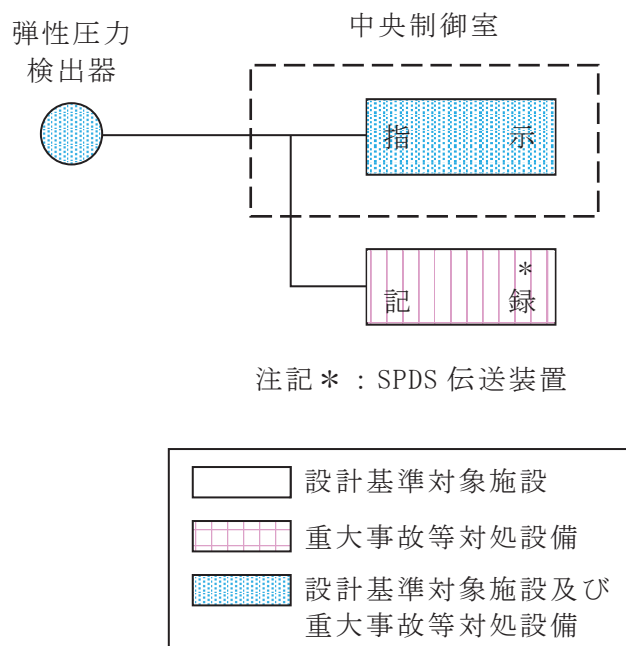 弾性圧力
検出器
中央制御室
指示
*
記録
注記＊：SPDS 伝送装置
設計基準対象施設
重大事故等対処設備
設計基準対象施設及び
重大事故等対処設備